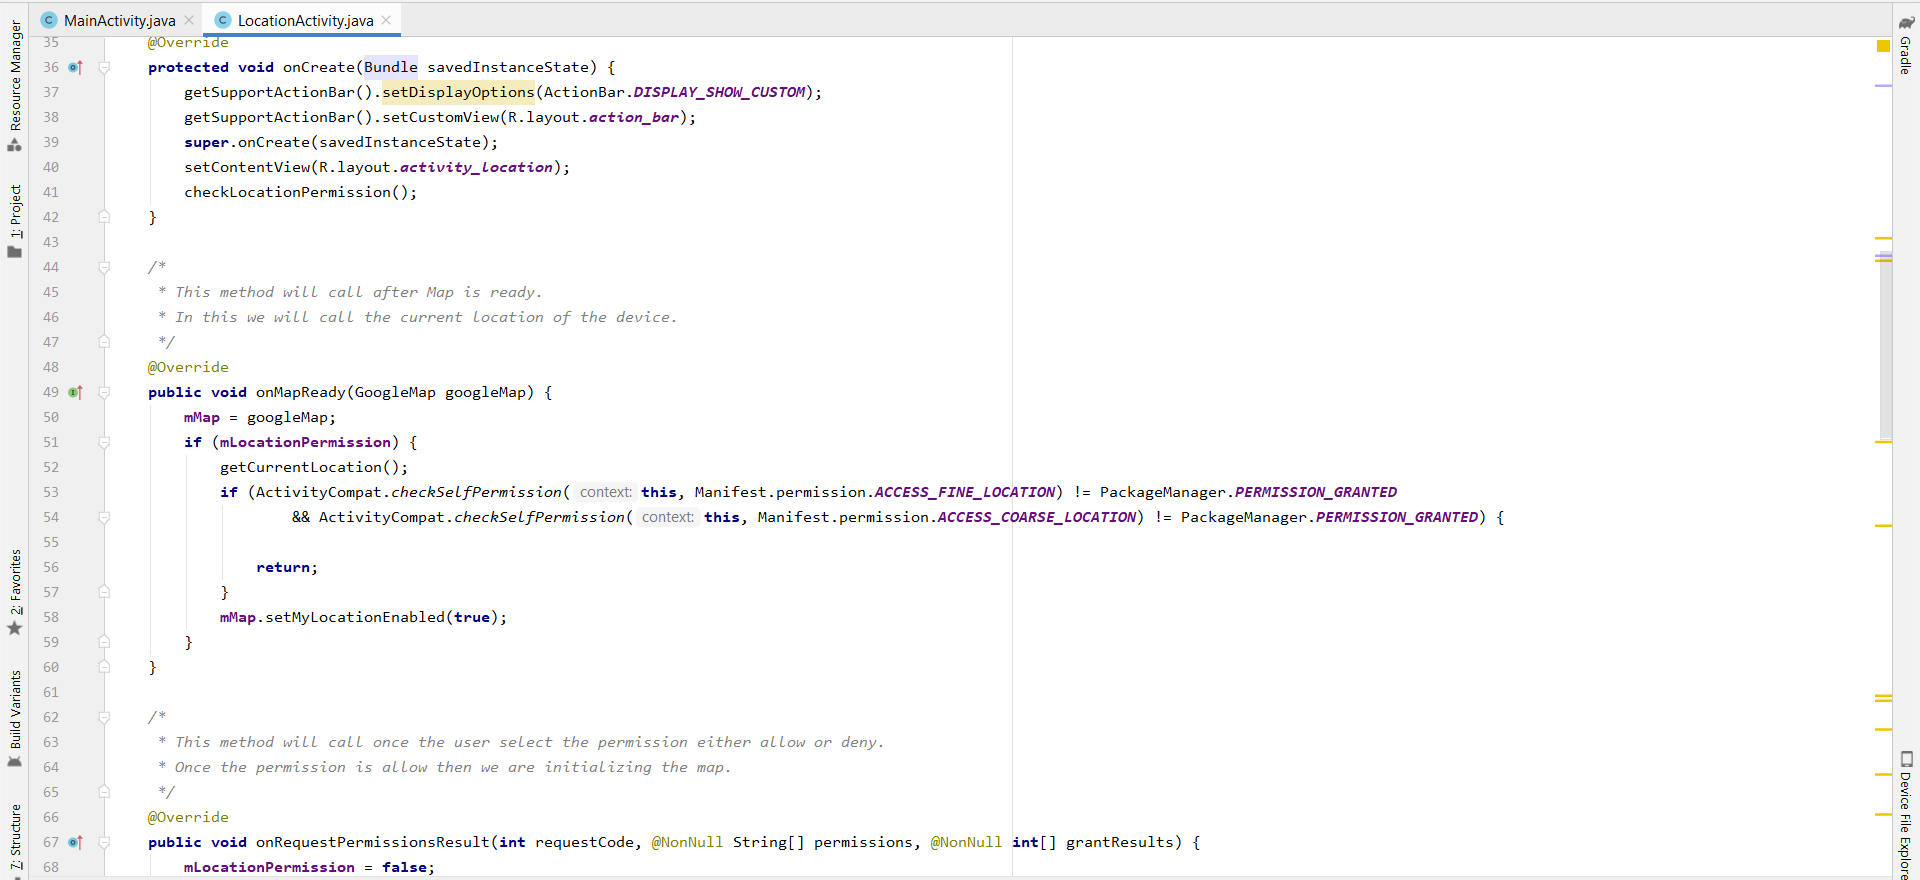 MainActivity.java
LocationActivity.java
Resource Manager
1: Project
2: Favorites
Build Variants
7: Structure
Gradle
Device File Explore
35 @Override
36 protected void onCreate(Bundle savedInstanceState) {
37 getSupportActionBar().setDisplayOptions(ActionBar.DISPLAY_SHOW_CUSTOM);
38 getSupportActionBar().setCustomView(R.layout.action_bar);
39 super.onCreate(savedInstanceState);
40 setContentView(R.layout.activity_location);
41 checkLocationPermission();
42 }
43
44 /*
45 * This method will call after Map is ready.
46 * In this we will call the current location of the device.
47 */
48 @Override
49 public void onMapReady(GoogleMap googleMap) {
50 mMap = googleMap;
51 if (mLocationPermission) {
52 getCurrentLocation();
53 if (ActivityCompat.checkSelfPermission( context: this, Manifest.permission.ACCESS_FINE_LOCATION) != PackageManager.PERMISSION_GRANTED
54 && ActivityCompat.checkSelfPermission( context: this, Manifest.permission.ACCESS_COARSE_LOCATION) != PackageManager.PERMISSION_GRANTED) {
55
56 return;
57 }
58 mMap.setMyLocationEnabled(true);
59 }
60 }
61
62 /*
63 * This method will call once the user select the permission either allow or deny.
64 * Once the permission is allow then we are initializing the map.
65 */
66 @Override
67 public void onRequestPermissionsResult(int requestCode, @NonNull String[] permissions, @NonNull int[] grantResults) {
68 mLocationPermission = false;